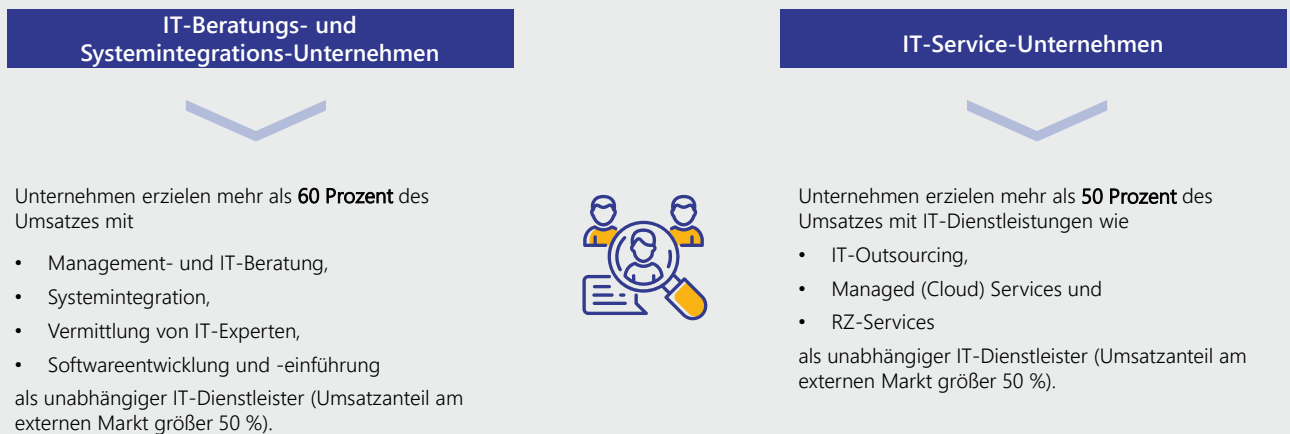 IT-Beratungs- und
Systemintegrations-Unternehmen
Unternehmen erzielen mehr als 60 Prozent des
Umsatzes mit
• Management- und IT-Beratung,
• Systemintegration,
• Vermittlung von IT-Experten,
• Softwareentwicklung und -einführung
als unabhängiger IT-Dienstleister (Umsatzanteil am
externen Markt größer 50 %).
IT-Service-Unternehmen
Unternehmen erzielen mehr als 50 Prozent des
Umsatzes mit IT-Dienstleistungen wie
• IT-Outsourcing,
• Managed (Cloud) Services und
• RZ-Services
als unabhängiger IT-Dienstleister (Umsatzanteil am
externen Markt größer 50 %).